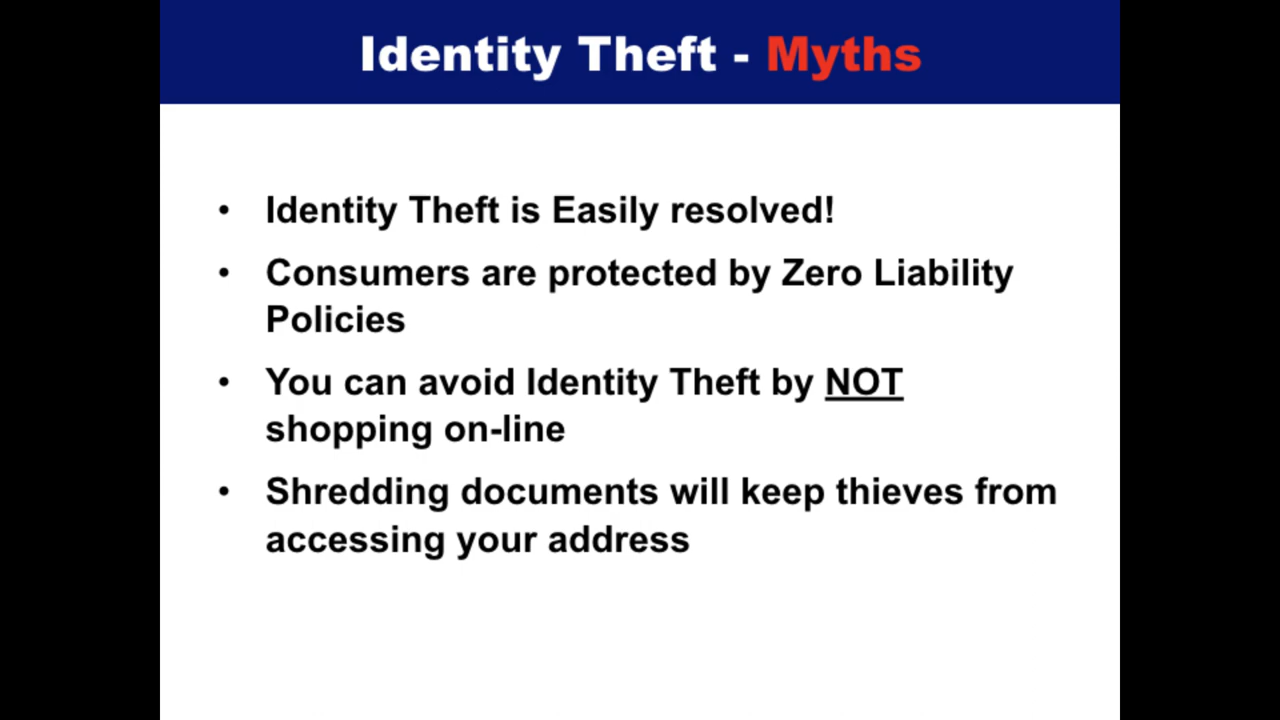 Identity Theft - Myths
• Identity Theft is Easily resolved!
• Consumers are protected by Zero Liability
Policies
• You can avoid Identity Theft by NOT
shopping on-line
• Shredding documents will keep thieves from
accessing your address